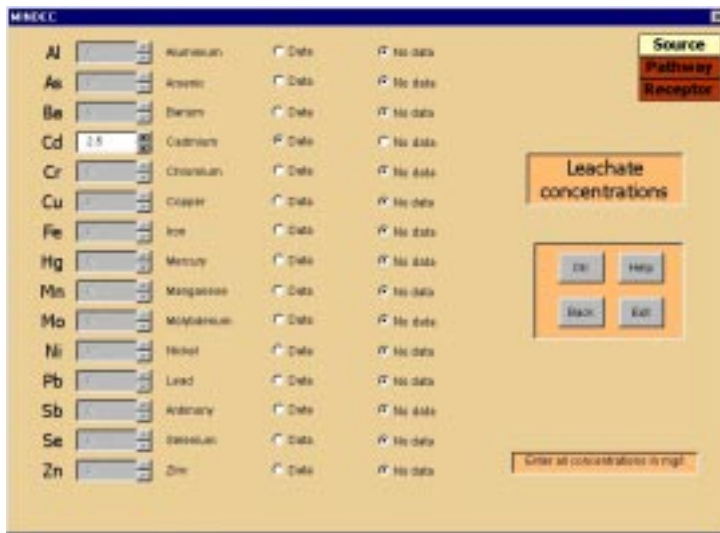 MINDEC
Source
Pathway
Receptor
Al Aluminium Data No data
As Arsenic Data No data
Ba Barium Data No data
Cd 2.5 Cadmium Data No data
Cr Chromium Data No data
Cu Copper Data No data
Fe Iron Data No data
Hg Mercury Data No data
Mn Manganese Data No data
Mo Molybdenum Data No data
Ni Nickel Data No data
Pb Lead Data No data
Sb Antimony Data No data
Se Selenium Data No data
Zn Zinc Data No data
Leachate
concentrations
OK Help
Back Exit
Enter all concentrations in mg/l